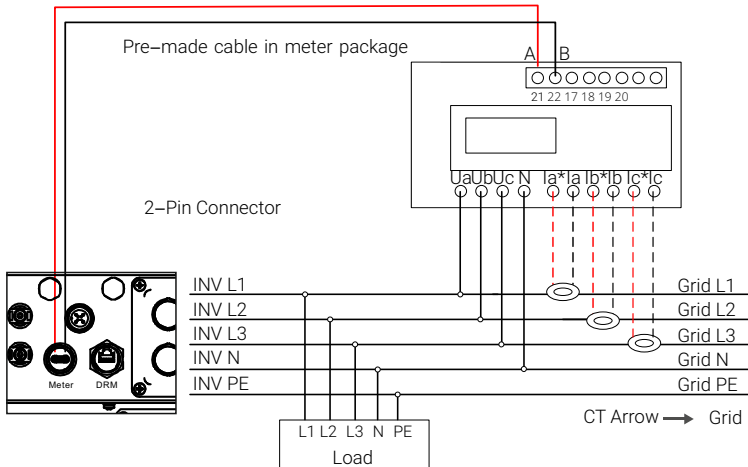 Pre-made cable in meter package
A B
21 22 17 18 19 20
Ua Ub Uc N Ia* Ia Ib* Ib Ic* Ic
2-Pin Connector
INV L1 Grid L1
INV L2 Grid L2
INV L3 Grid L3
INV N Grid N
INV PE Grid PE
Meter DRM
CT Arrow → Grid
L1 L2 L3 N PE
Load